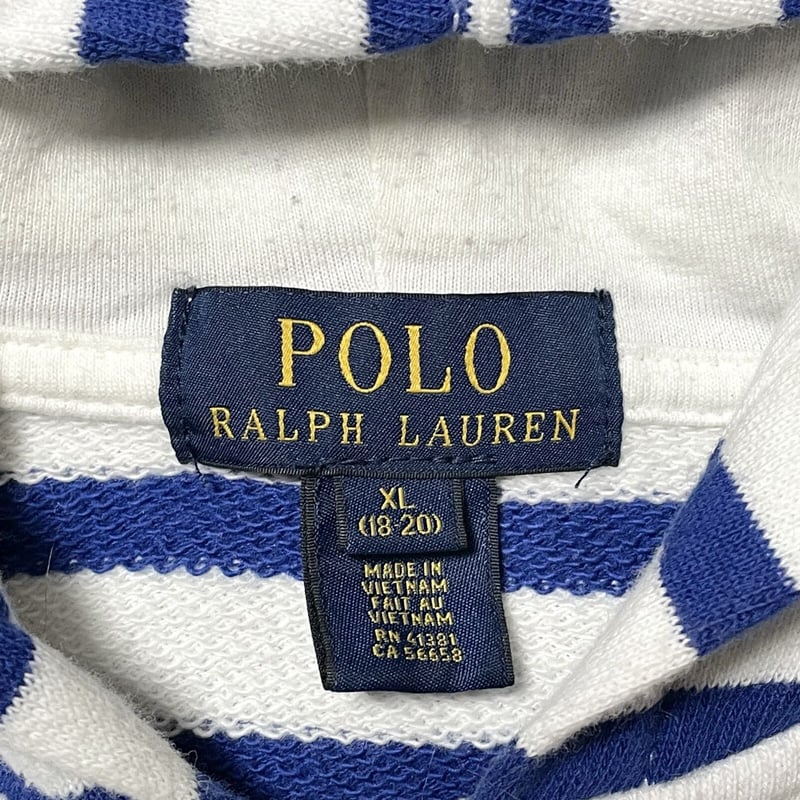 POLO
RALPH LAUREN
XL
(18-20)
MADE IN
VIETNAM
FAIT AU
VIETNAM
RN 41381
CA 56658